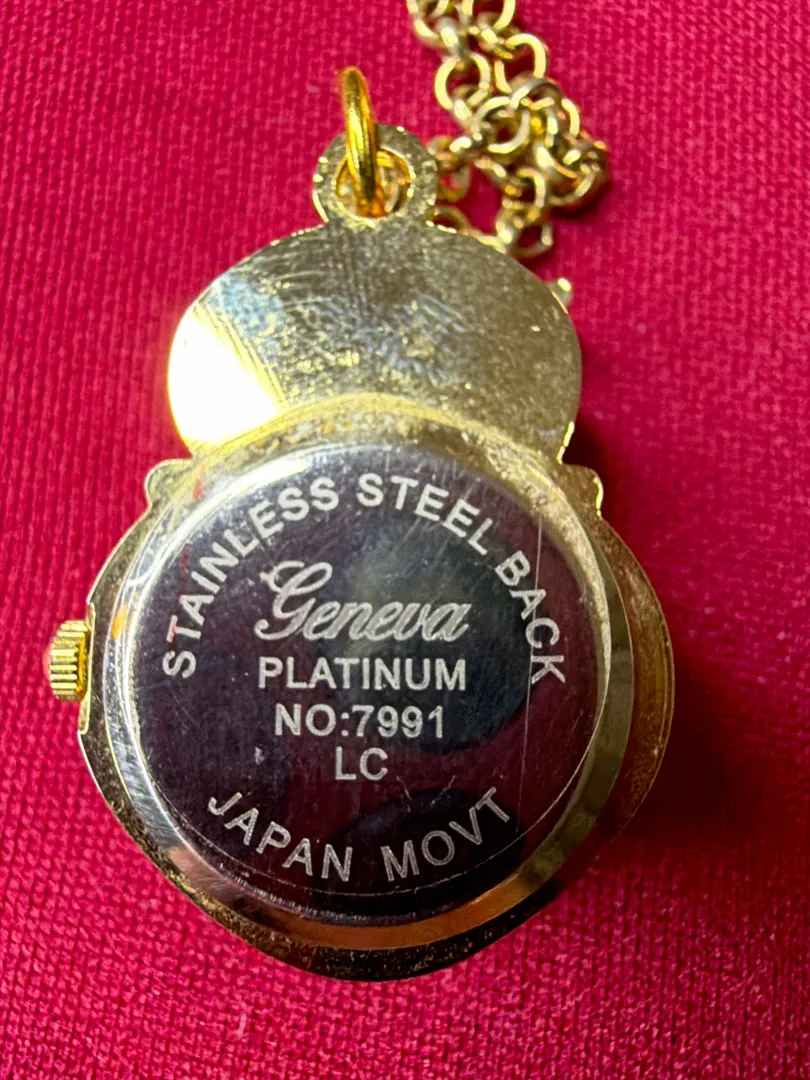 STAINLESS STEEL BACK
Geneva
PLATINUM
NO:7991
LC
JAPAN MOVT